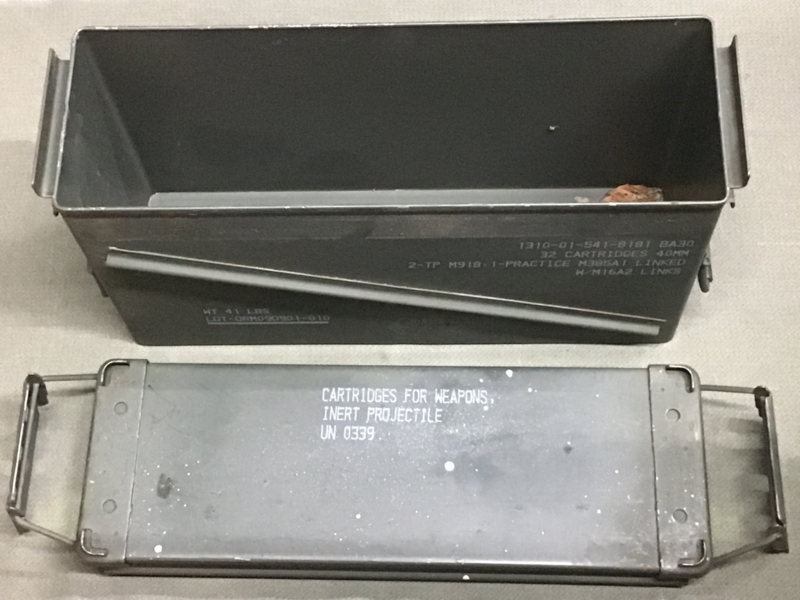 1310-01-541-8181 BA30
32 CARTRIDGES 40MM
2-TP M918·1-PRACTICE M385A1 LINKED
W/M16A2 LINKS
WT 41 LBS
CARTRIDGES FOR WEAPONS,
INERT PROJECTILE
UN 0339